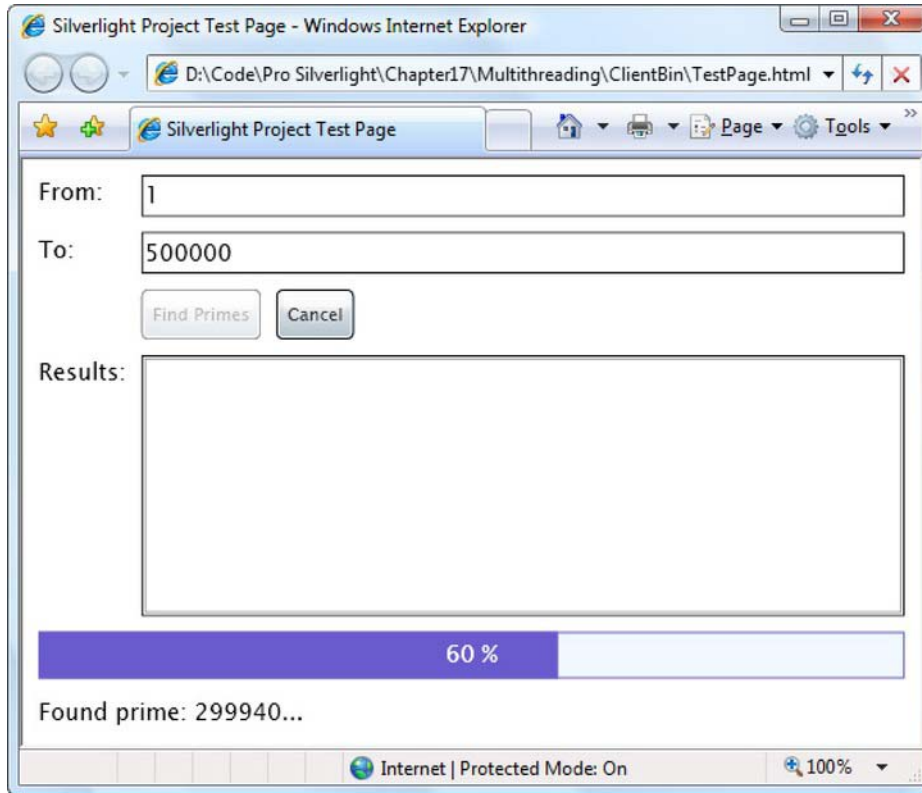 Silverlight Project Test Page - Windows Internet Explorer
D:\Code\Pro Silverlight\Chapter17\Multithreading\ClientBin\TestPage.html
Silverlight Project Test Page
Page Tools »
From: 1
To: 500000
Find Primes Cancel
Results:
60 %
Found prime: 299940...
Internet | Protected Mode: On 100%